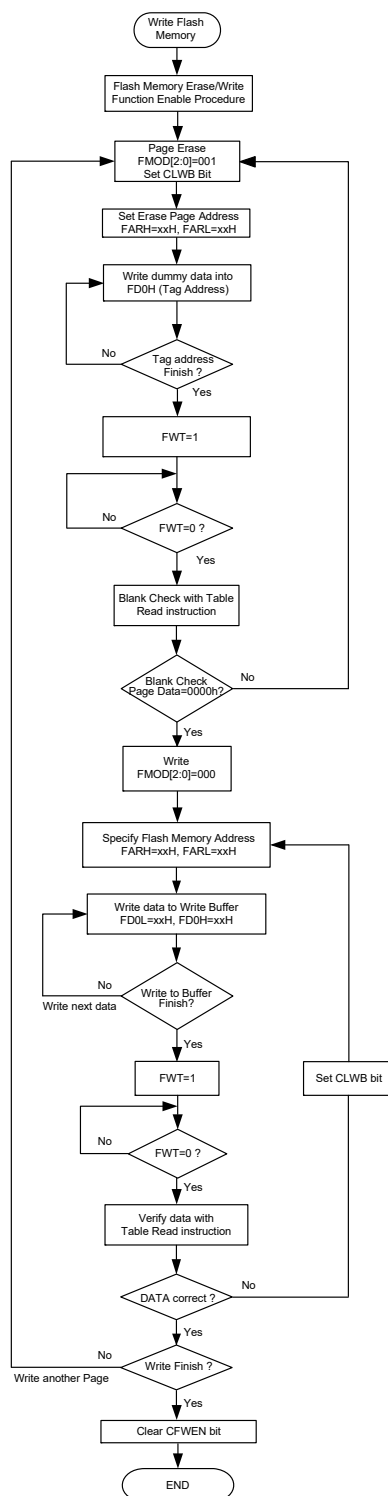 Write Flash
Memory
Flash Memory Erase/Write
Function Enable Procedure
Page Erase
FMOD[2:0]=001
Set CLWB Bit
Set Erase Page Address
FARH=xxH, FARL=xxH
Write dummy data into
FD0H (Tag Address)
No
Tag address
Finish ?
Yes
FWT=1
No
FWT=0 ?
Yes
Blank Check with Table
Read instruction
Blank Check
Page Data=0000h?
No
Yes
Write
FMOD[2:0]=000
Specify Flash Memory Address
FARH=xxH, FARL=xxH
Write data to Write Buffer
FD0L=xxH, FD0H=xxH
No
Write next data
Write to Buffer
Finish?
Yes
FWT=1
Set CLWB bit
No
FWT=0 ?
Yes
Verify data with
Table Read instruction
DATA correct ?
No
Yes
No
Write another Page
Write Finish ?
Yes
Clear CFWEN bit
END